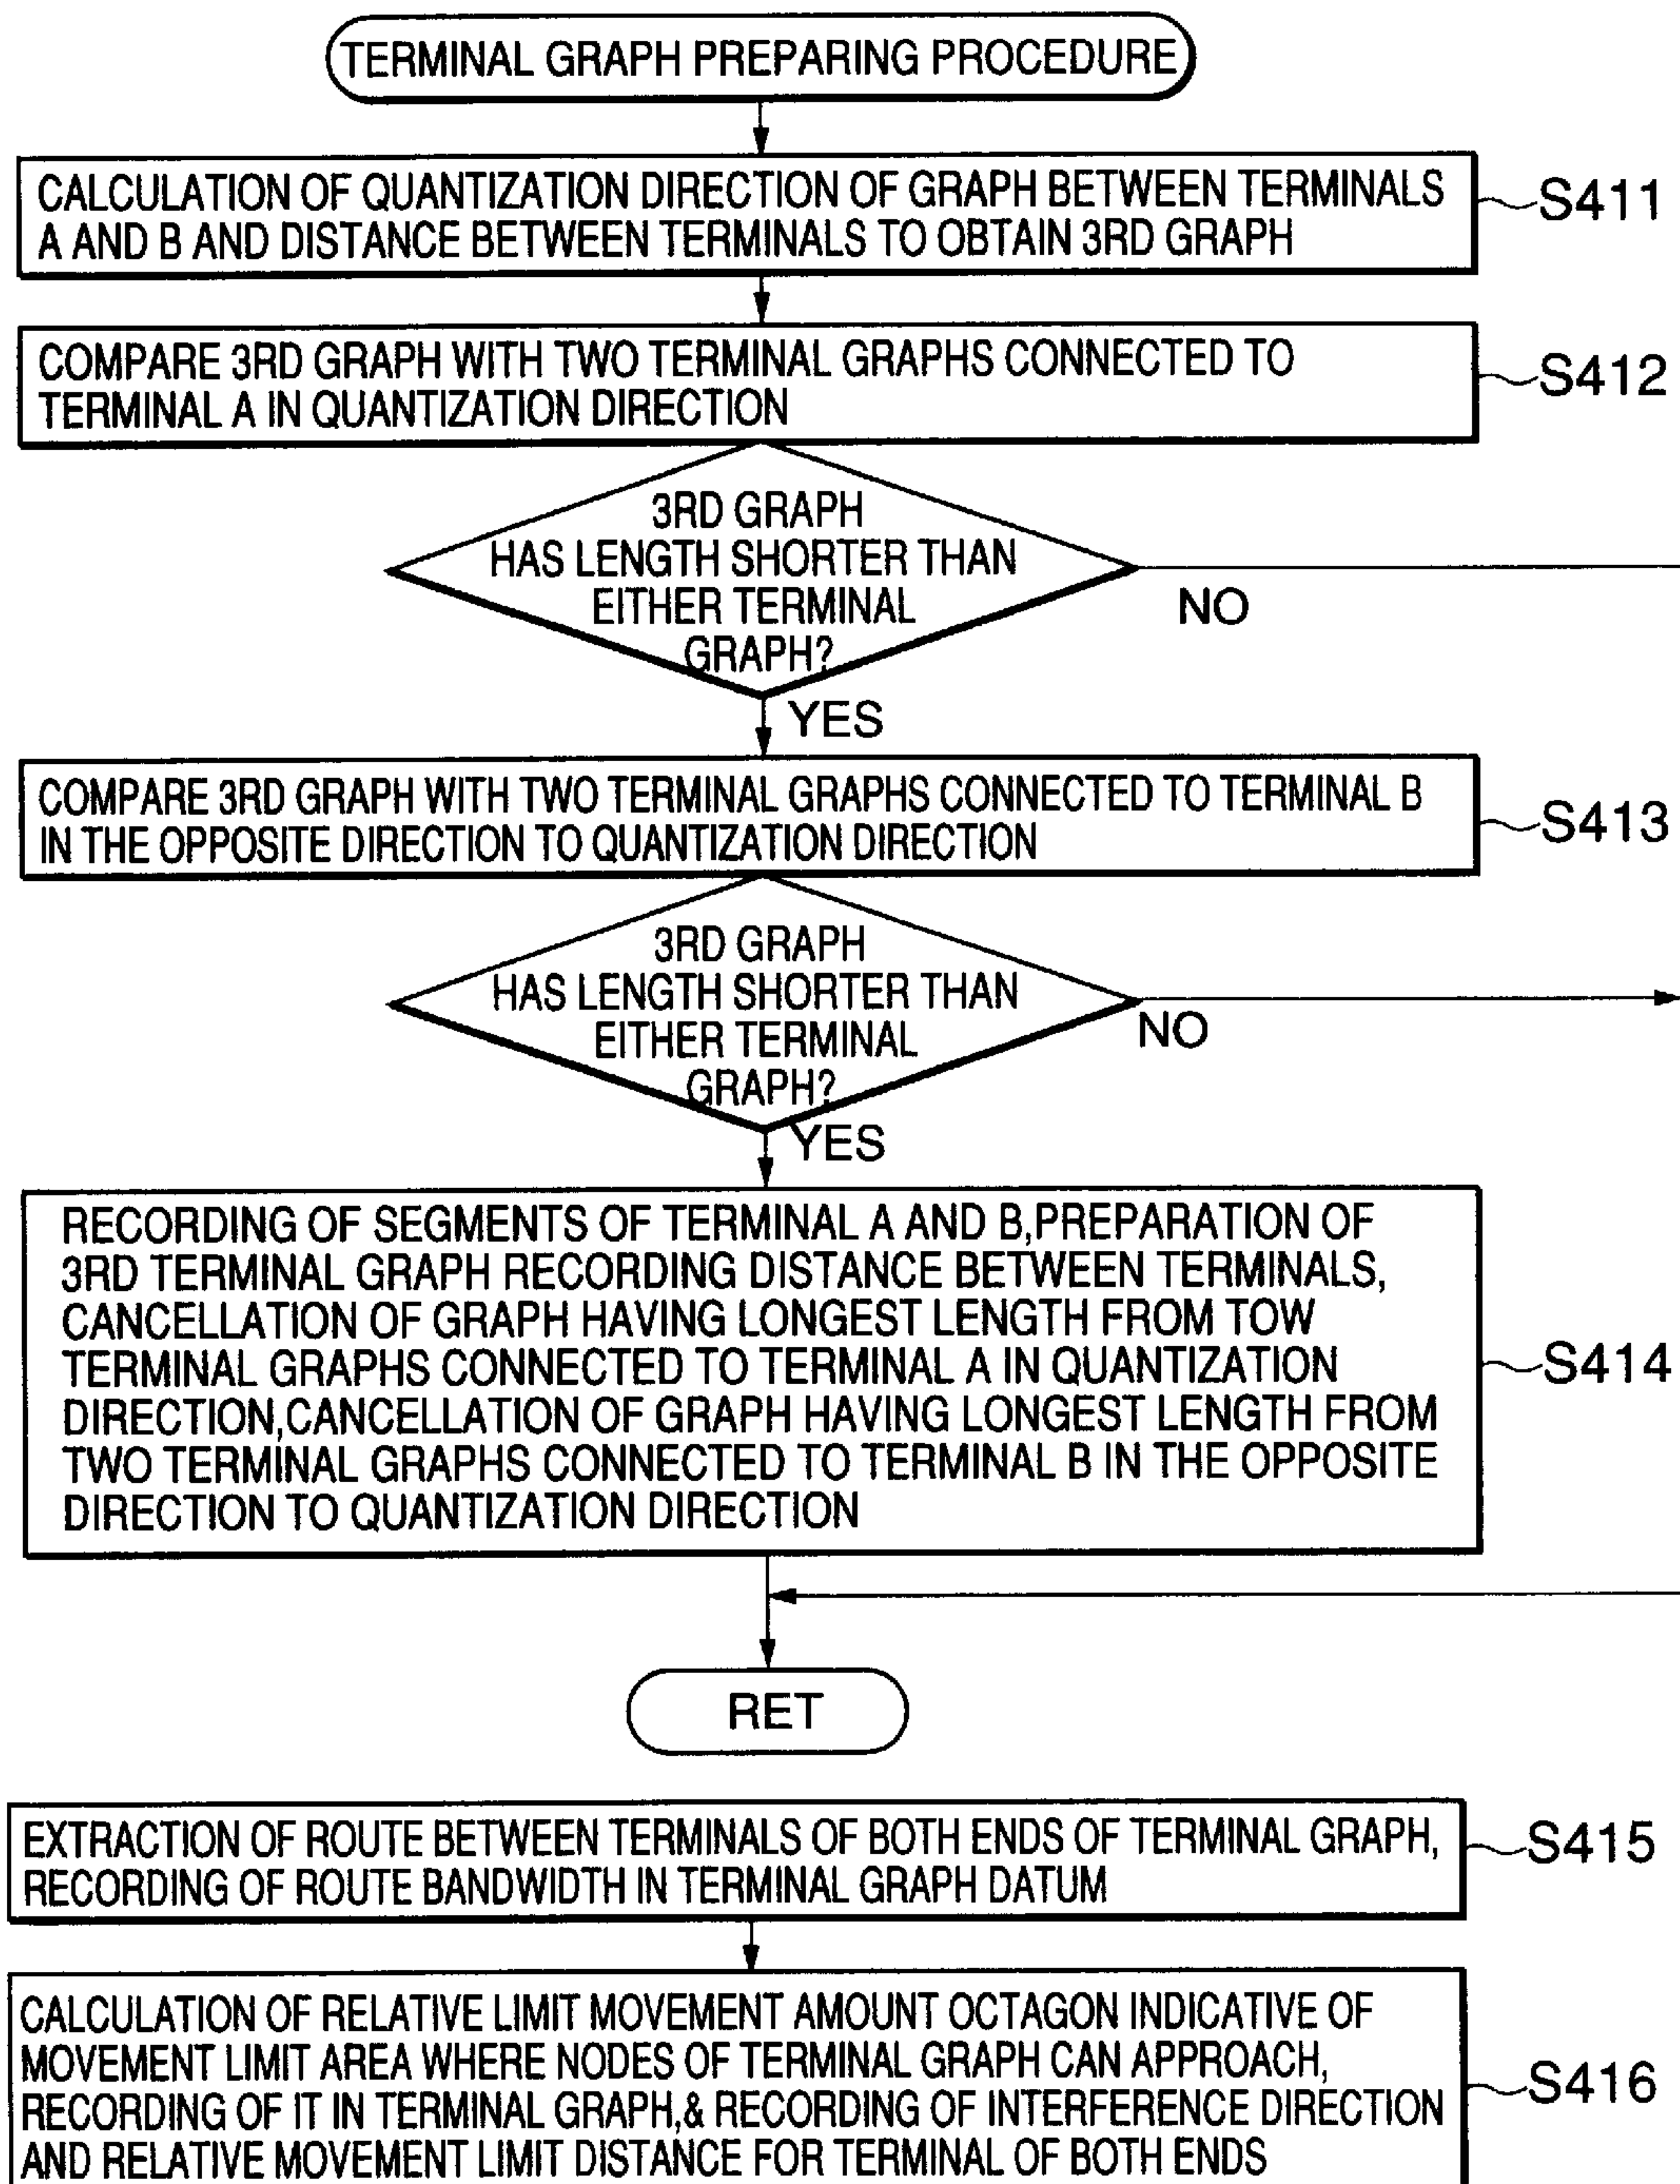 TERMINAL GRAPH PREPARING PROCEDURE
CALCULATION OF QUANTIZATION DIRECTION OF GRAPH BETWEEN TERMINALS
A AND B AND DISTANCE BETWEEN TERMINALS TO OBTAIN 3RD GRAPH
S411
COMPARE 3RD GRAPH WITH TWO TERMINAL GRAPHS CONNECTED TO
TERMINAL A IN QUANTIZATION DIRECTION
S412
3RD GRAPH
HAS LENGTH SHORTER THAN
EITHER TERMINAL
GRAPH?
NO
YES
COMPARE 3RD GRAPH WITH TWO TERMINAL GRAPHS CONNECTED TO TERMINAL B
IN THE OPPOSITE DIRECTION TO QUANTIZATION DIRECTION
S413
3RD GRAPH
HAS LENGTH SHORTER THAN
EITHER TERMINAL
GRAPH?
NO
YES
RECORDING OF SEGMENTS OF TERMINAL A AND B,PREPARATION OF
3RD TERMINAL GRAPH RECORDING DISTANCE BETWEEN TERMINALS,
CANCELLATION OF GRAPH HAVING LONGEST LENGTH FROM TOW
TERMINAL GRAPHS CONNECTED TO TERMINAL A IN QUANTIZATION
DIRECTION,CANCELLATION OF GRAPH HAVING LONGEST LENGTH FROM
TWO TERMINAL GRAPHS CONNECTED TO TERMINAL B IN THE OPPOSITE
DIRECTION TO QUANTIZATION DIRECTION
S414
RET
EXTRACTION OF ROUTE BETWEEN TERMINALS OF BOTH ENDS OF TERMINAL GRAPH,
RECORDING OF ROUTE BANDWIDTH IN TERMINAL GRAPH DATUM
S415
CALCULATION OF RELATIVE LIMIT MOVEMENT AMOUNT OCTAGON INDICATIVE OF
MOVEMENT LIMIT AREA WHERE NODES OF TERMINAL GRAPH CAN APPROACH,
RECORDING OF IT IN TERMINAL GRAPH,& RECORDING OF INTERFERENCE DIRECTION
AND RELATIVE MOVEMENT LIMIT DISTANCE FOR TERMINAL OF BOTH ENDS
S416